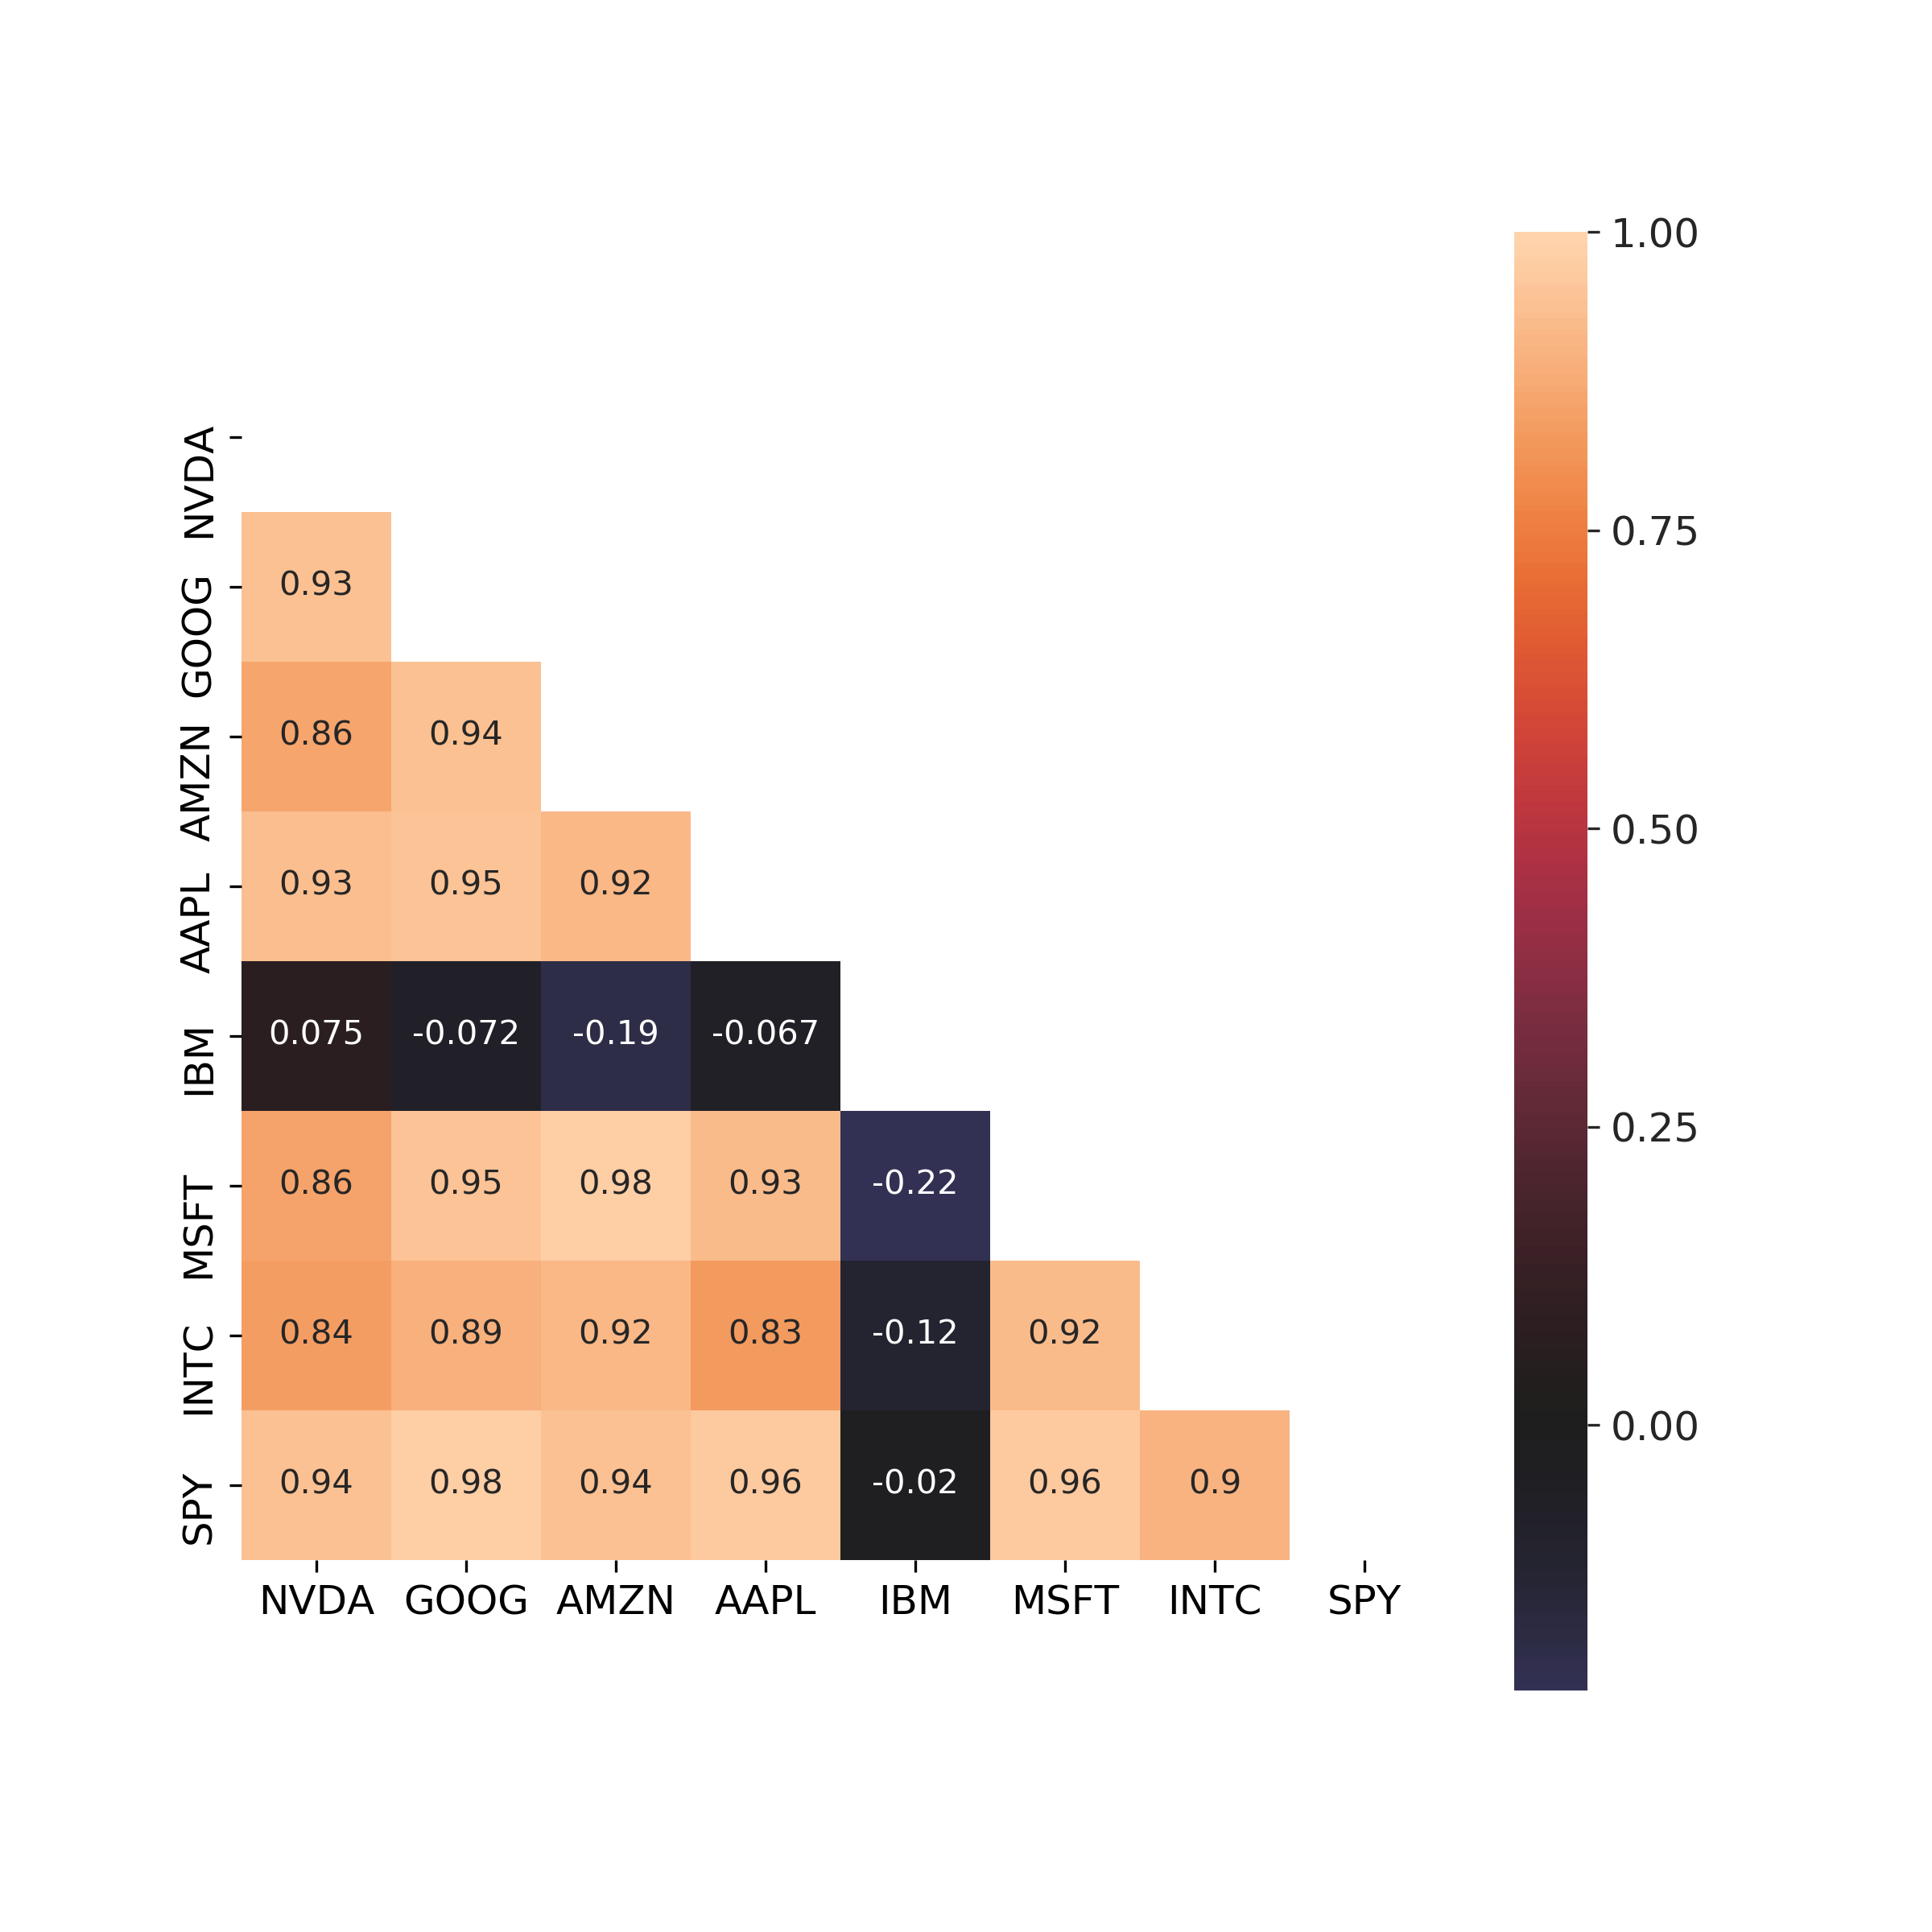 1.00
NVDA
0.75
GOOG 0.93
AMZN 0.86 0.94
0.50
AAPL 0.93 0.95 0.92
IBM 0.075 -0.072 -0.19 -0.067
0.25
MSFT 0.86 0.95 0.98 0.93 -0.22
INTC 0.84 0.89 0.92 0.83 -0.12 0.92
0.00
SPY 0.94 0.98 0.94 0.96 -0.02 0.96 0.9
NVDA GOOG AMZN AAPL IBM MSFT INTC SPY